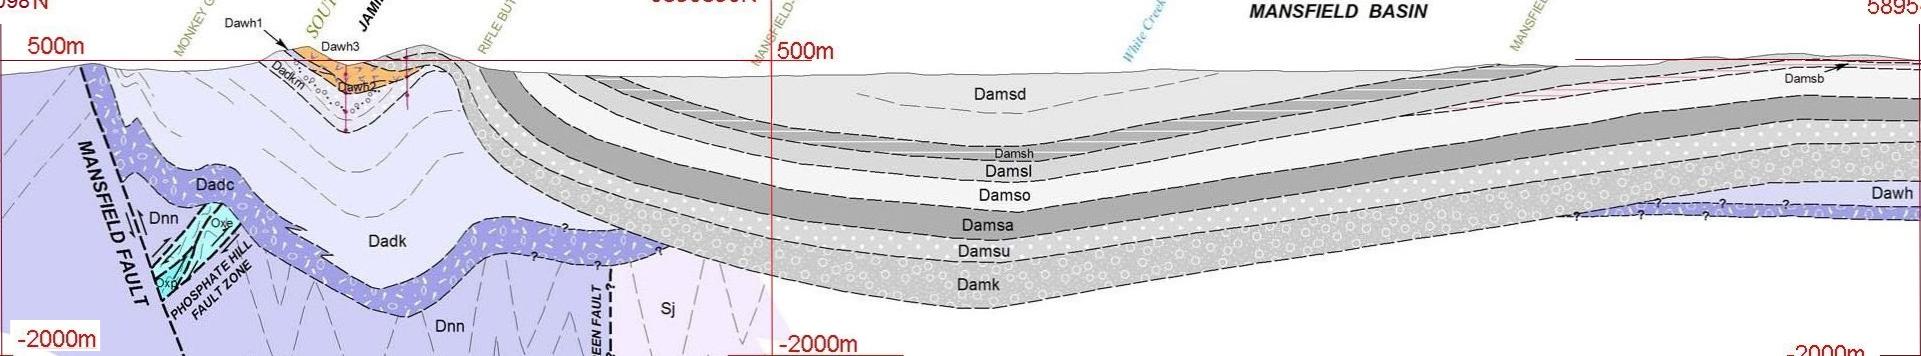 098N
MONKEY G
SOUT
JAMI
RIFLE BUT
MANSFIELD-
White Creek
MANSFIELD BASIN
MANSFIEL
5895
500m
500m
Dawh1
Dawh3
Dadkm
Dawh2
Damsd
Damsb
Damsh
Damsl
Damso
Damsa
Damsu
Damk
Dawh
MANSFIELD FAULT
Dadc
Dnn
Oxe
Oxp
PHOSPHATE HILL
FAULT ZONE
Dadk
Dnn
EEN FAULT
Sj
?
?
?
?
?
?
?
?
?
?
?
-2000m
-2000m
-2000m